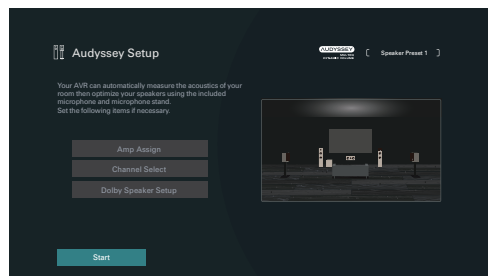 Audyssey Setup
AUDYSSEY
Speaker Preset 1
Your AVR can automatically measure the acoustics of your
room then optimize your speakers using the included
microphone and microphone stand.
Set the following items if necessary.
Amp Assign
Channel Select
Dolby Speaker Setup
Start